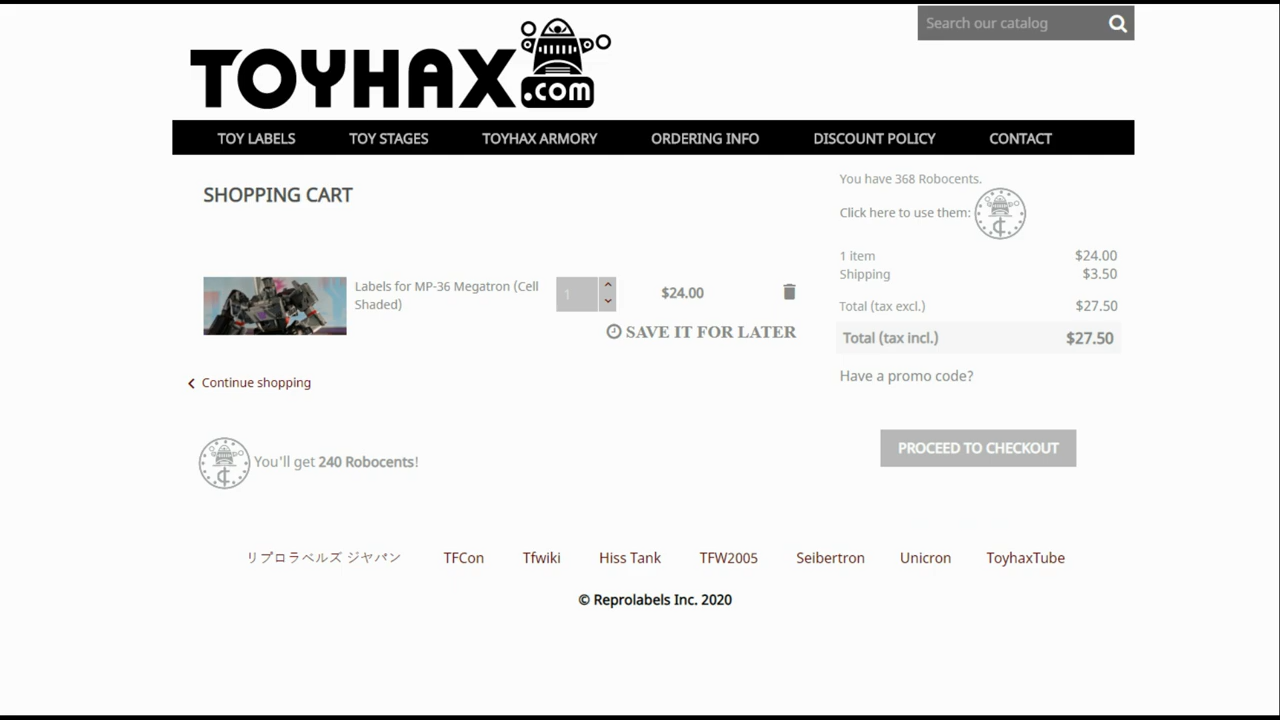 Search our catalog
TOYHAX
.com
TOY LABELS TOY STAGES TOYHAX ARMORY ORDERING INFO DISCOUNT POLICY CONTACT
SHOPPING CART
Labels for MP-36 Megatron (Cell
Shaded)
1
$24.00
SAVE IT FOR LATER
Continue shopping
You'll get 240 Robocents!
You have 368 Robocents.
Click here to use them:
1 item $24.00
Shipping $3.50
Total (tax excl.) $27.50
Total (tax incl.) $27.50
Have a promo code?
PROCEED TO CHECKOUT
リプロラベルズ ジャパン TFCon Tfwiki Hiss Tank TFW2005 Seibertron Unicron ToyhaxTube
© Reprolabels Inc. 2020